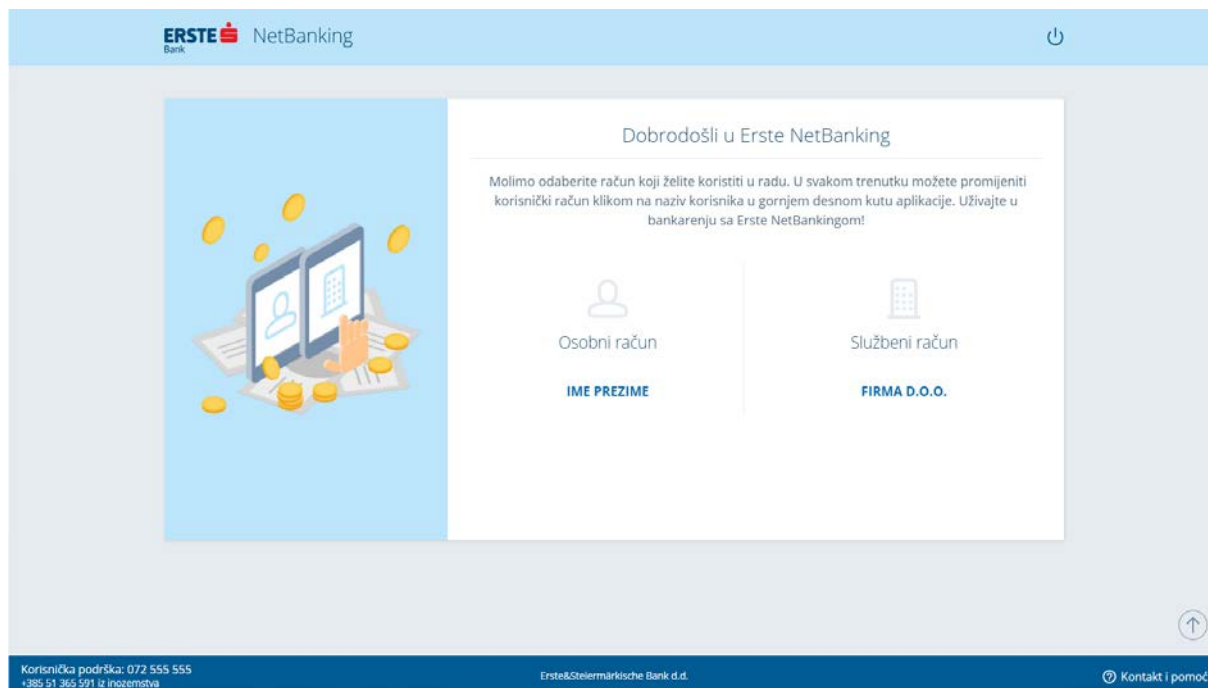 ERSTE
Bank
NetBanking
Dobrodošli u Erste NetBanking
Molimo odaberite račun koji želite koristiti u radu. U svakom trenutku možete promijeniti
korisnički račun klikom na naziv korisnika u gornjem desnom kutu aplikacije. Uživajte u
bankarenju sa Erste NetBankingom!
Osobni račun
IME PREZIME
Službeni račun
FIRMA D.O.O.
Korisnička podrška: 072 555 555
+385 51 365 591 iz inozemstva
Erste&Steiermärkische Bank d.d.
Kontakt i pomoć